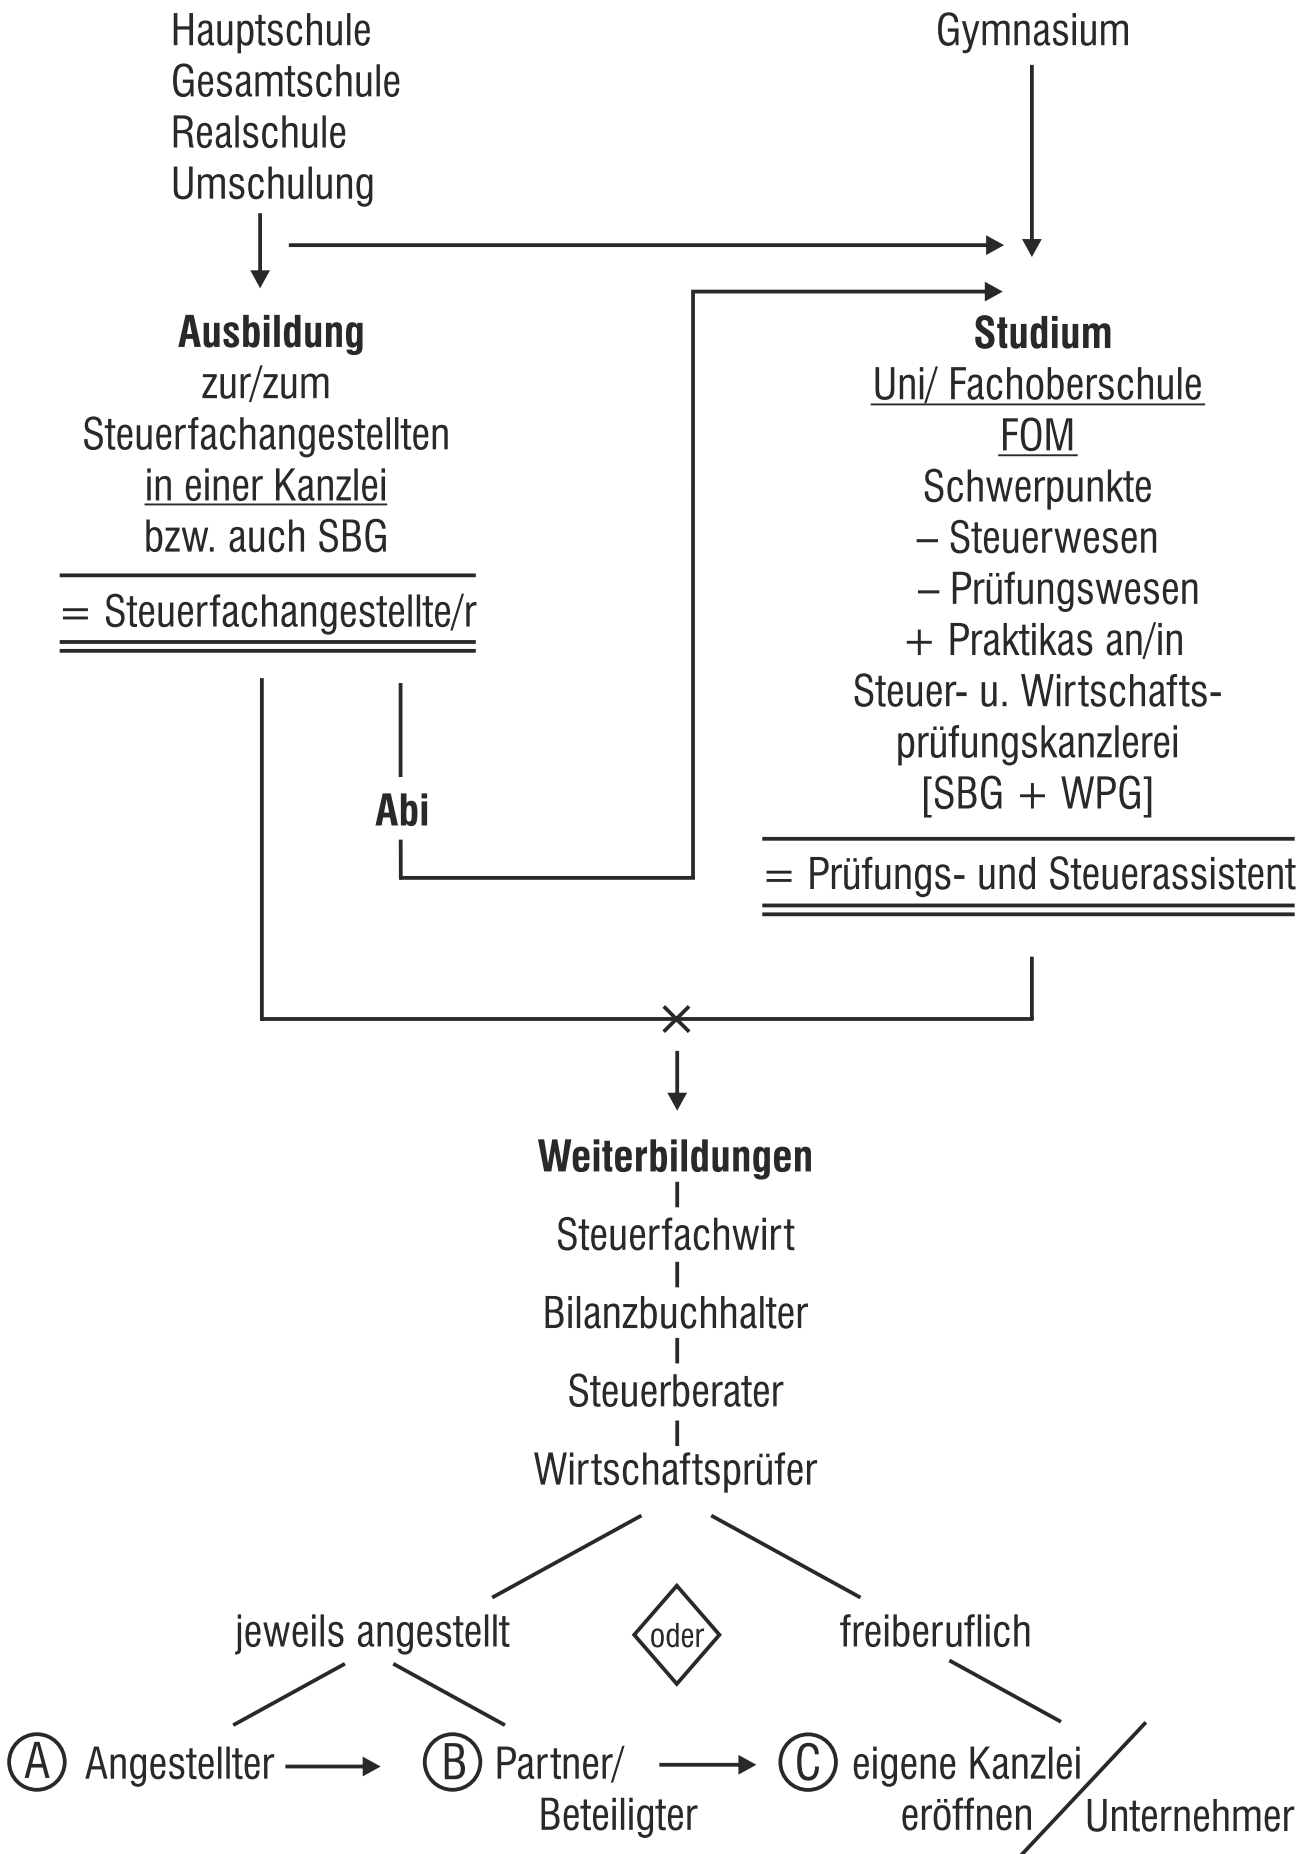 Hauptschule
Gesamtschule
Realschule
Umschulung
Gymnasium
Ausbildung
zur/zum
Steuerfachangestellten
in einer Kanzlei
bzw. auch SBG
= Steuerfachangestellte/r
Abi
Studium
Uni/ Fachoberschule
FOM
Schwerpunkte
– Steuerwesen
– Prüfungswesen
+ Praktikas an/in
Steuer- u. Wirtschafts-
prüfungskanzlerei
[SBG + WPG]
= Prüfungs- und Steuerassistent
Weiterbildungen
Steuerfachwirt
Bilanzbuchhalter
Steuerberater
Wirtschaftsprüfer
jeweils angestellt
oder
freiberuflich
A Angestellter
B Partner/
Beteiligter
C eigene Kanzlei
eröffnen
Unternehmer